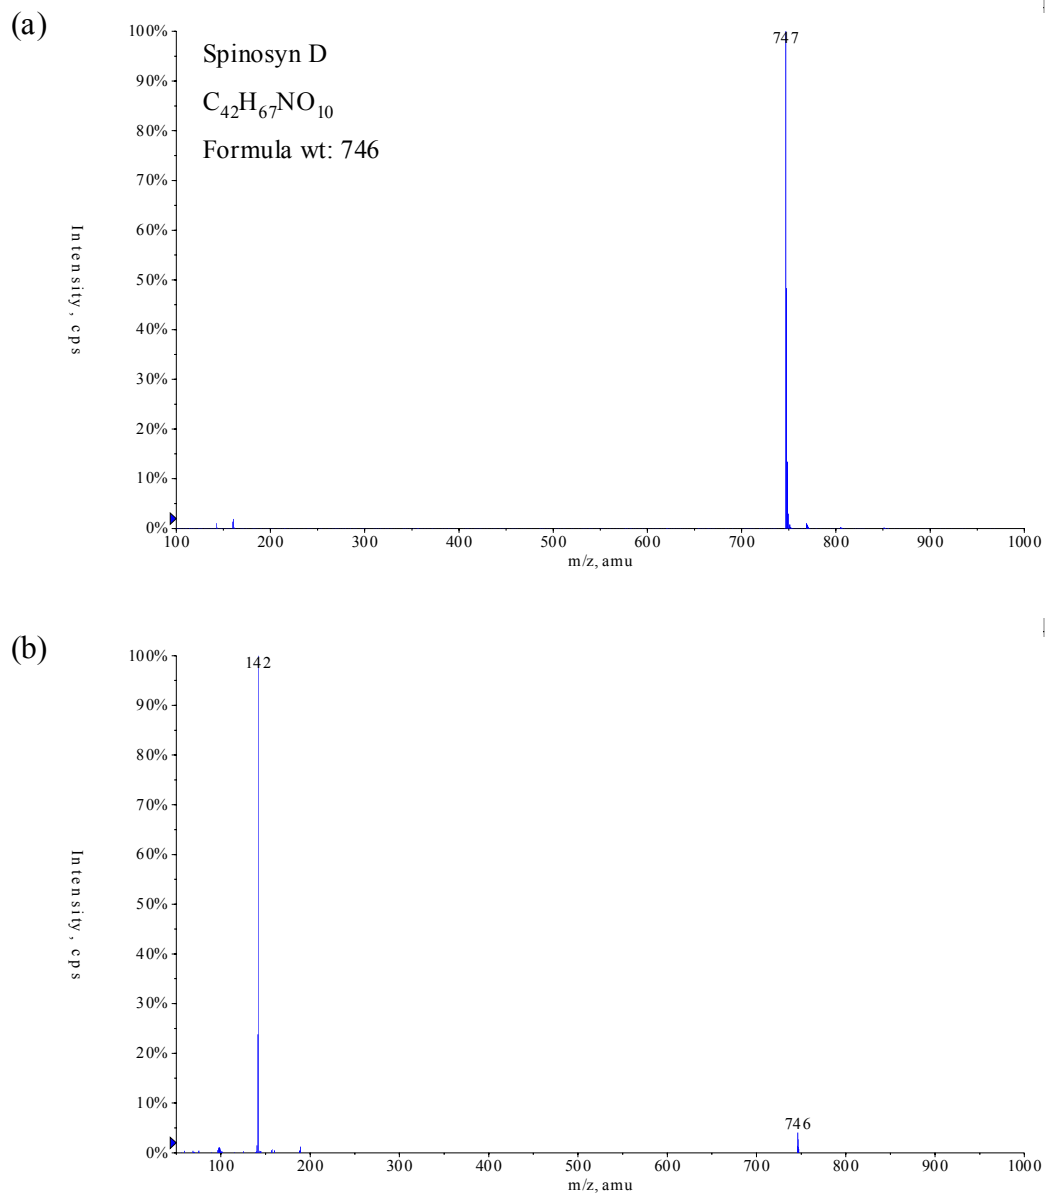 (a)
100%
90%
80%
70%
60%
50%
40%
30%
20%
10%
0%
Intensity, cps
Spinosyn D
C₄₂H₆₇NO₁₀
Formula wt: 746
747
100 200 300 400 500 600 700 800 900 1000
m/z, amu
(b)
100%
90%
80%
70%
60%
50%
40%
30%
20%
10%
0%
Intensity, cps
142
746
100 200 300 400 500 600 700 800 900 1000
m/z, amu